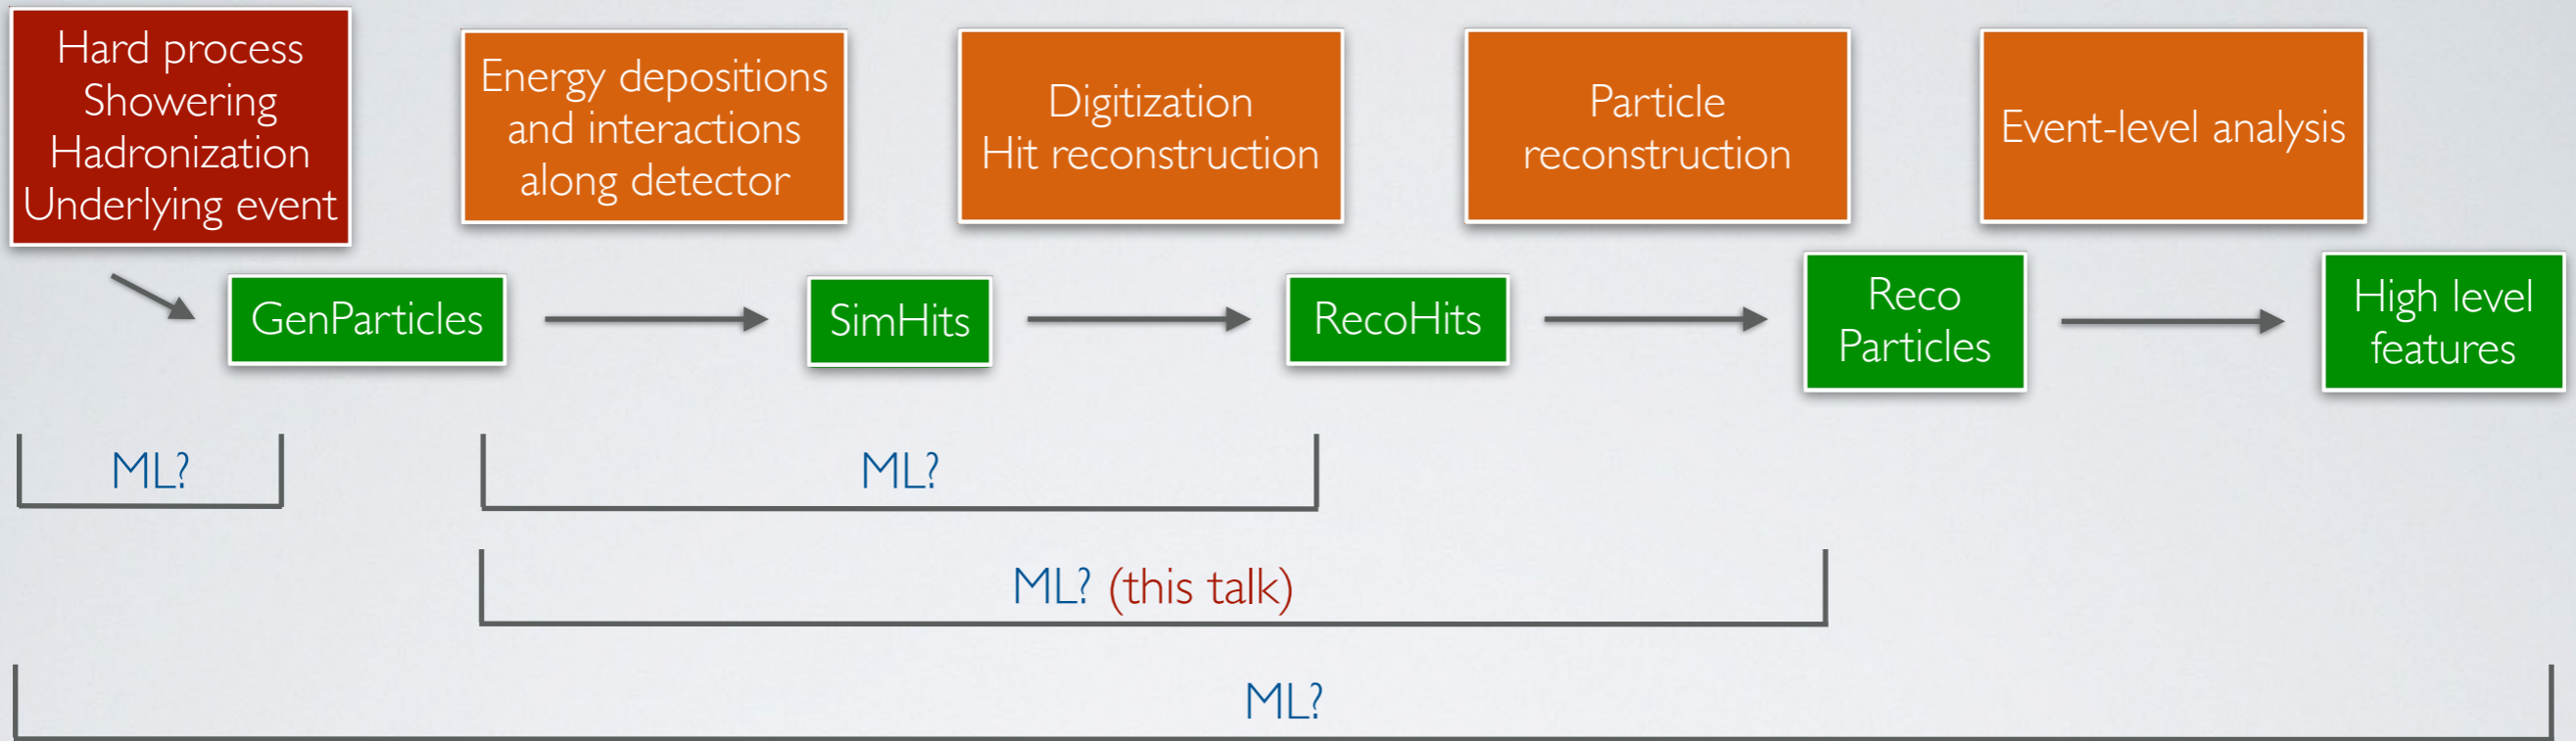 Hard process
Showering
Hadronization
Underlying event
Energy depositions
and interactions
along detector
Digitization
Hit reconstruction
Particle
reconstruction
Event-level analysis
GenParticles
SimHits
RecoHits
Reco
Particles
High level
features
ML?
ML?
ML? (this talk)
ML?